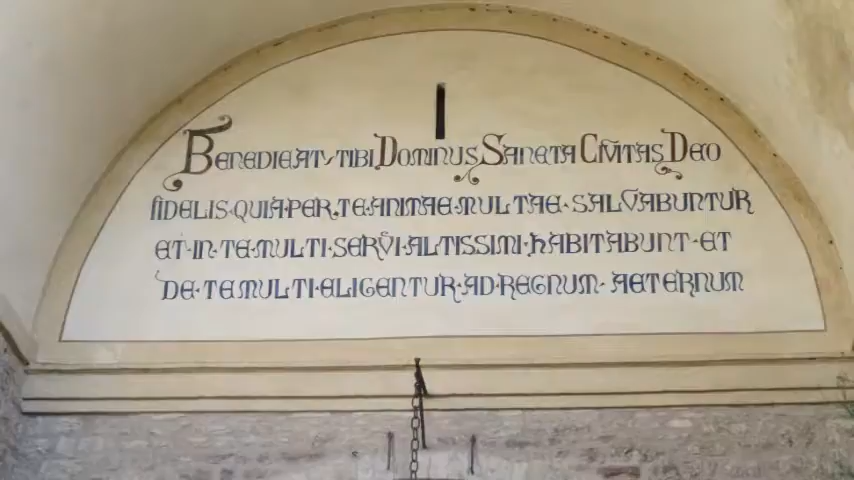 BENEDICAT·TIBI DOMINUS SANCTA CIVITAS DEO
FIDELIS·QUIA·PER·TE·ANIMAE·MULTAE·SALVABUNTUR
ET·IN·TE·MULTI·SERVI·ALTISSIMI·HABITABUNT·ET
DE·TE·MULTI·ELIGENTUR·AD·REGNUM·AETERNUM